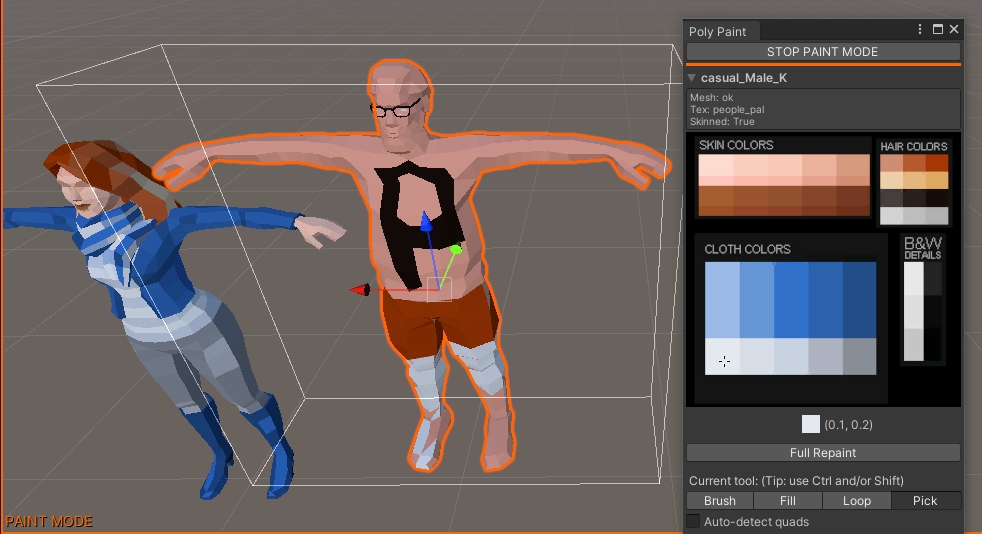 Poly Paint
STOP PAINT MODE
casual_Male_K
Mesh: ok
Tex: people_pal
Skinned: True
SKIN COLORS
HAIR COLORS
CLOTH COLORS
B&W
DETAILS
(0.1, 0.2)
Full Repaint
Current tool: (Tip: use Ctrl and/or Shift)
Brush Fill Loop Pick
Auto-detect quads
PAINT MODE